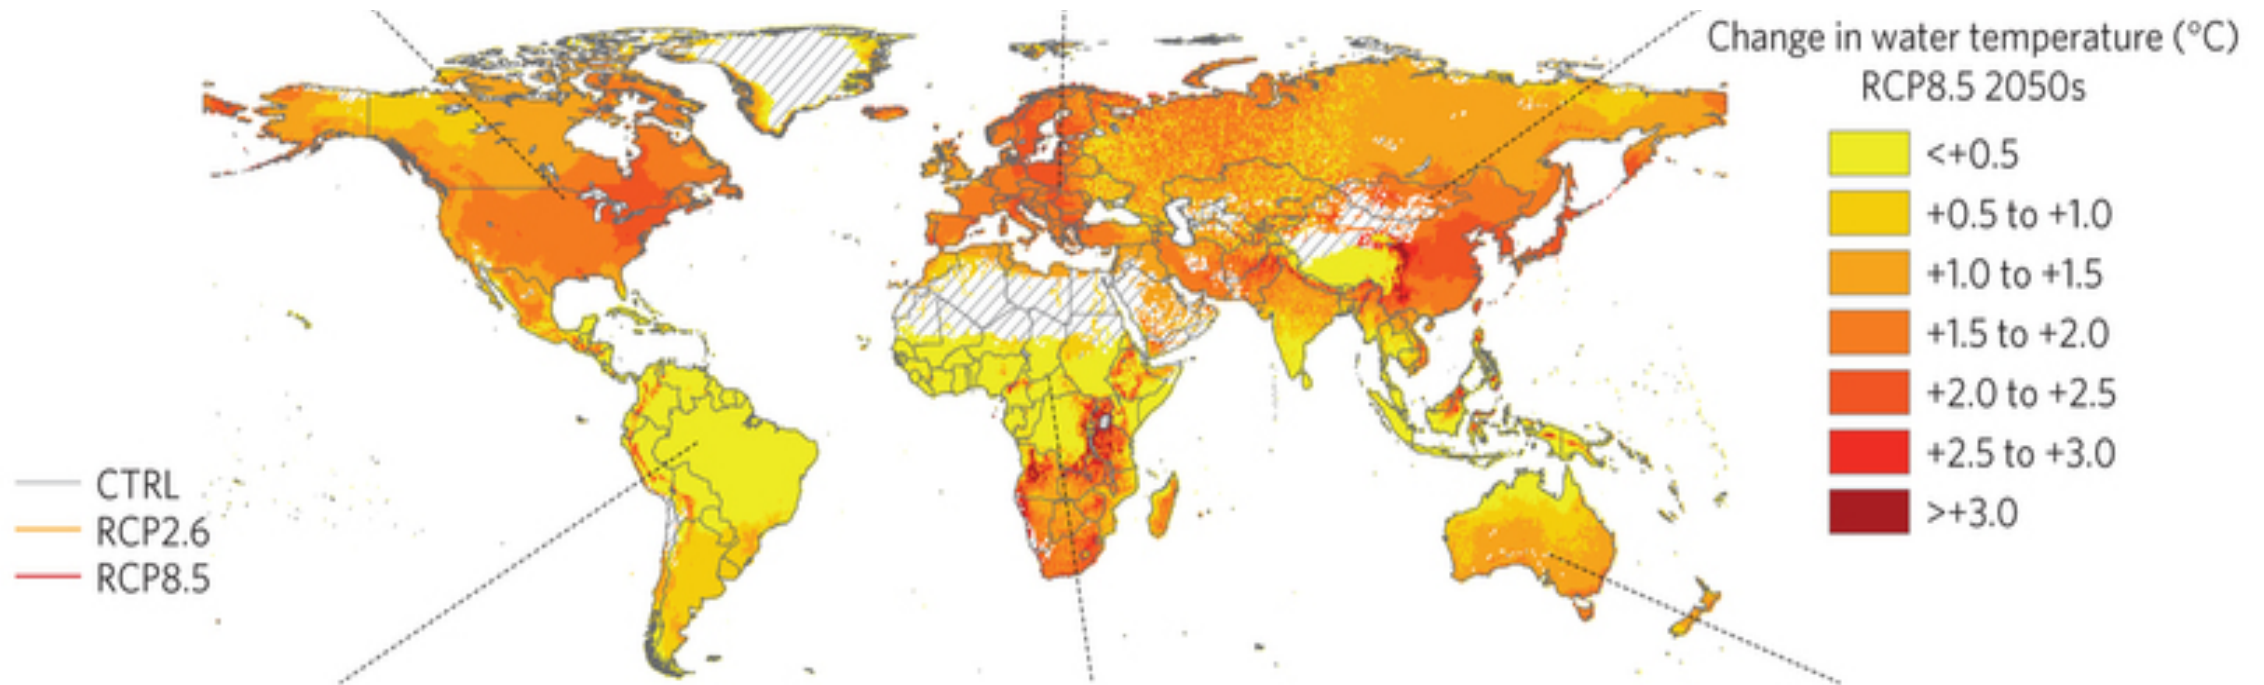 Change in water temperature (°C)
RCP8.5 2050s
<+0.5
+0.5 to +1.0
+1.0 to +1.5
+1.5 to +2.0
+2.0 to +2.5
+2.5 to +3.0
>+3.0
CTRL
RCP2.6
RCP8.5